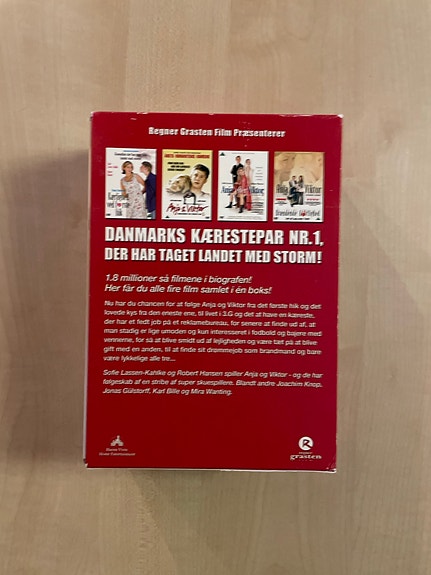 Regner Grasten Film Præsenterer
DANMARKS KÆRESTEPAR NR.1,
DER HAR TAGET LANDET MED STORM!
1.8 millioner så filmene i biografen!
Her får du alle fire film samlet i én boks!
Nu har du chancen for at følge Anja og Viktor fra det første hik og det
lovede kys fra den eneste ene, til livet i 3.G og det at have en kæreste,
der har et fedt job på et reklamebureau, for senere at finde ud af, at
man stadig er lige umoden og kun interesseret i fodbold og bajere med
vennerne, for så at blive smidt ud af lejligheden og være tæt på at blive
gift med en anden, til at finde sit drømmejob som brandmand og bare
være lykkelige alle tre...
Sofie Lassen-Kahlke og Robert Hansen spiller Anja og Viktor - og de har
følgeskab af en stribe af super skuespillere. Blandt andre Joachim Knop,
Jonas Gülstorff, Karl Bille og Mira Wanting.
R
regner
grasten